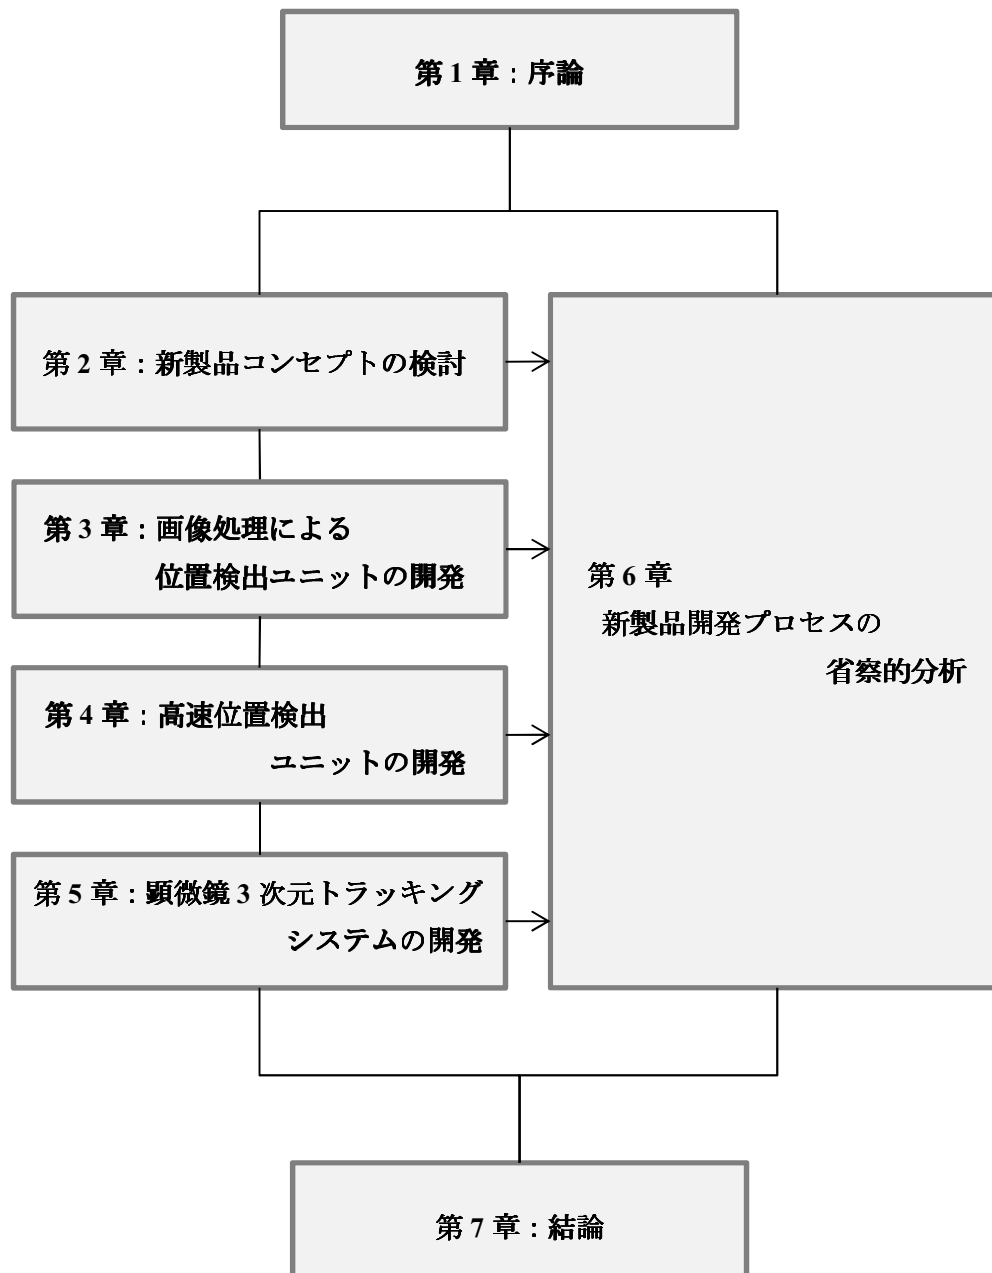 第 1 章：序論
第 2 章：新製品コンセプトの検討
第 3 章：画像処理による
位置検出ユニットの開発
第 4 章：高速位置検出
ユニットの開発
第 5 章：顕微鏡 3 次元トラッキング
システムの開発
第 6 章
新製品開発プロセスの
省察的分析
第 7 章：結論